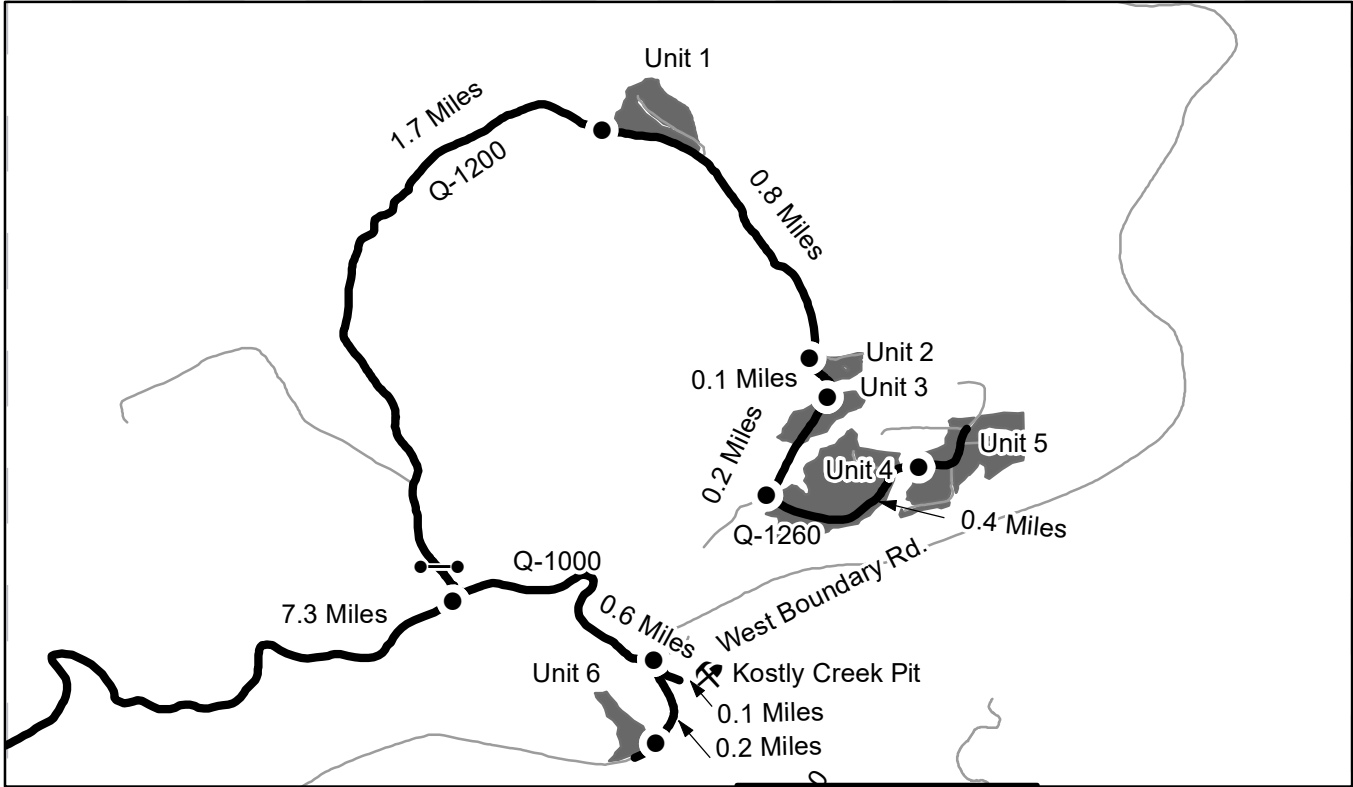 Unit 1
1.7 Miles
Q-1200
0.8 Miles
Unit 2
0.1 Miles
Unit 3
0.2 Miles
Unit 4
Unit 5
0.4 Miles
Q-1260
Q-1000
West Boundary Rd.
7.3 Miles
0.6 Miles
Unit 6
Kostly Creek Pit
0.1 Miles
0.2 Miles